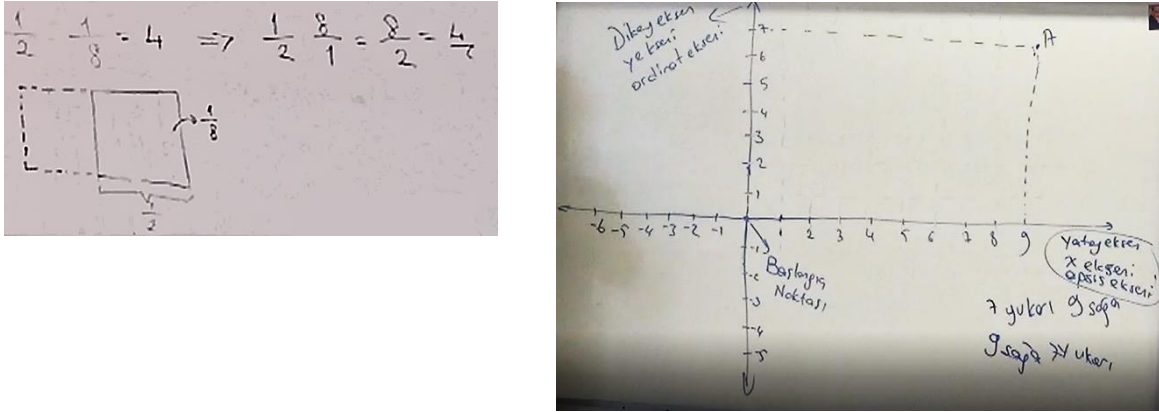 1/2 1/8 = 4 => 1/2 8/1 = 8/2 = 4
1/8
1/2
Dikey eksen
y ekseni
ordinat ekseni
7
6
5
4
3
2
1
A
-6 -5 -4 -3 -2 -1 1 2 3 4 5 6 7 8 9
-1
-2
-3
-4
-5
Başlangıç
Noktası
yatay eksen
x ekseni
apsis ekseni
7 yukarı 9 sağa
9 sağa 7 yukarı